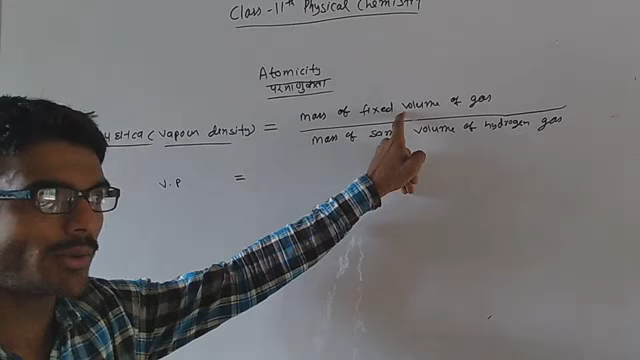 Class-11th Physical Chemistry
Atomicity
परमाणुकता
(Vapour density) = mass of fixed volume of gas
mass of volume of hydrogen gas
V.P =